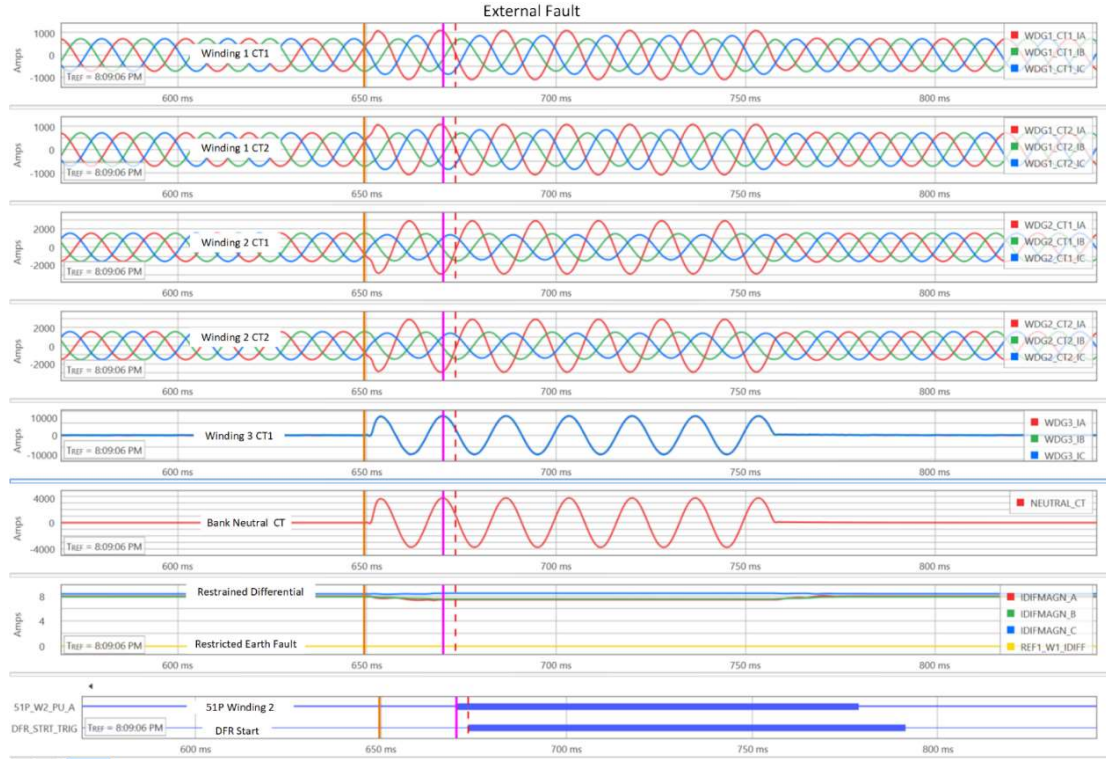 External Fault
Amps
1000
0
-1000
Winding 1 CT1
TREF = 8:09:06 PM
WDG1_CT1_IA
WDG1_CT1_IB
WDG1_CT1_IC
600 ms
650 ms
700 ms
750 ms
800 ms
Amps
1000
0
-1000
Winding 1 CT2
TREF = 8:09:06 PM
WDG1_CT2_IA
WDG1_CT2_IB
WDG1_CT2_IC
600 ms
650 ms
700 ms
750 ms
800 ms
Amps
2000
0
-2000
Winding 2 CT1
TREF = 8:09:06 PM
WDG2_CT1_IA
WDG2_CT1_IB
WDG2_CT1_IC
600 ms
650 ms
700 ms
750 ms
800 ms
Amps
2000
0
-2000
Winding 2 CT2
TREF = 8:09:06 PM
WDG2_CT2_IA
WDG2_CT2_IB
WDG2_CT2_IC
600 ms
650 ms
700 ms
750 ms
800 ms
Amps
10000
0
-10000
Winding 3 CT1
TREF = 8:09:06 PM
WDG3_IA
WDG3_IB
WDG3_IC
600 ms
650 ms
700 ms
750 ms
800 ms
Amps
4000
0
-4000
Bank Neutral CT
TREF = 8:09:06 PM
NEUTRAL_CT
600 ms
650 ms
700 ms
750 ms
800 ms
Amps
8
4
0
Restrained Differential
Restricted Earth Fault
TREF = 8:09:06 PM
IDIFMAGN_A
IDIFMAGN_B
IDIFMAGN_C
REF1_W1_IDIFF
600 ms
650 ms
700 ms
750 ms
800 ms
51P_W2_PU_A
51P Winding 2
DFR_STRT_TRIG
TREF = 8:09:06 PM
DFR Start
600 ms
650 ms
700 ms
750 ms
800 ms